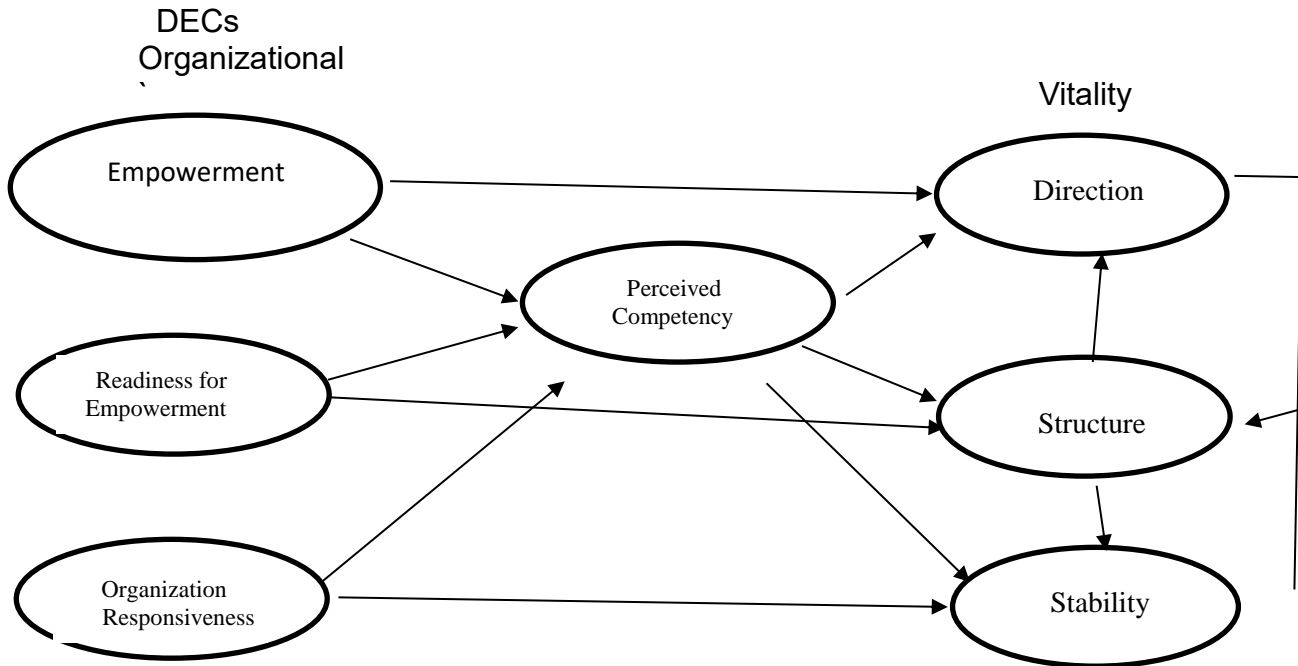 DECs
Organizational
`
Vitality
Empowerment
Direction
Perceived
Competency
Readiness for
Empowerment
Structure
Organization
Responsiveness
Stability